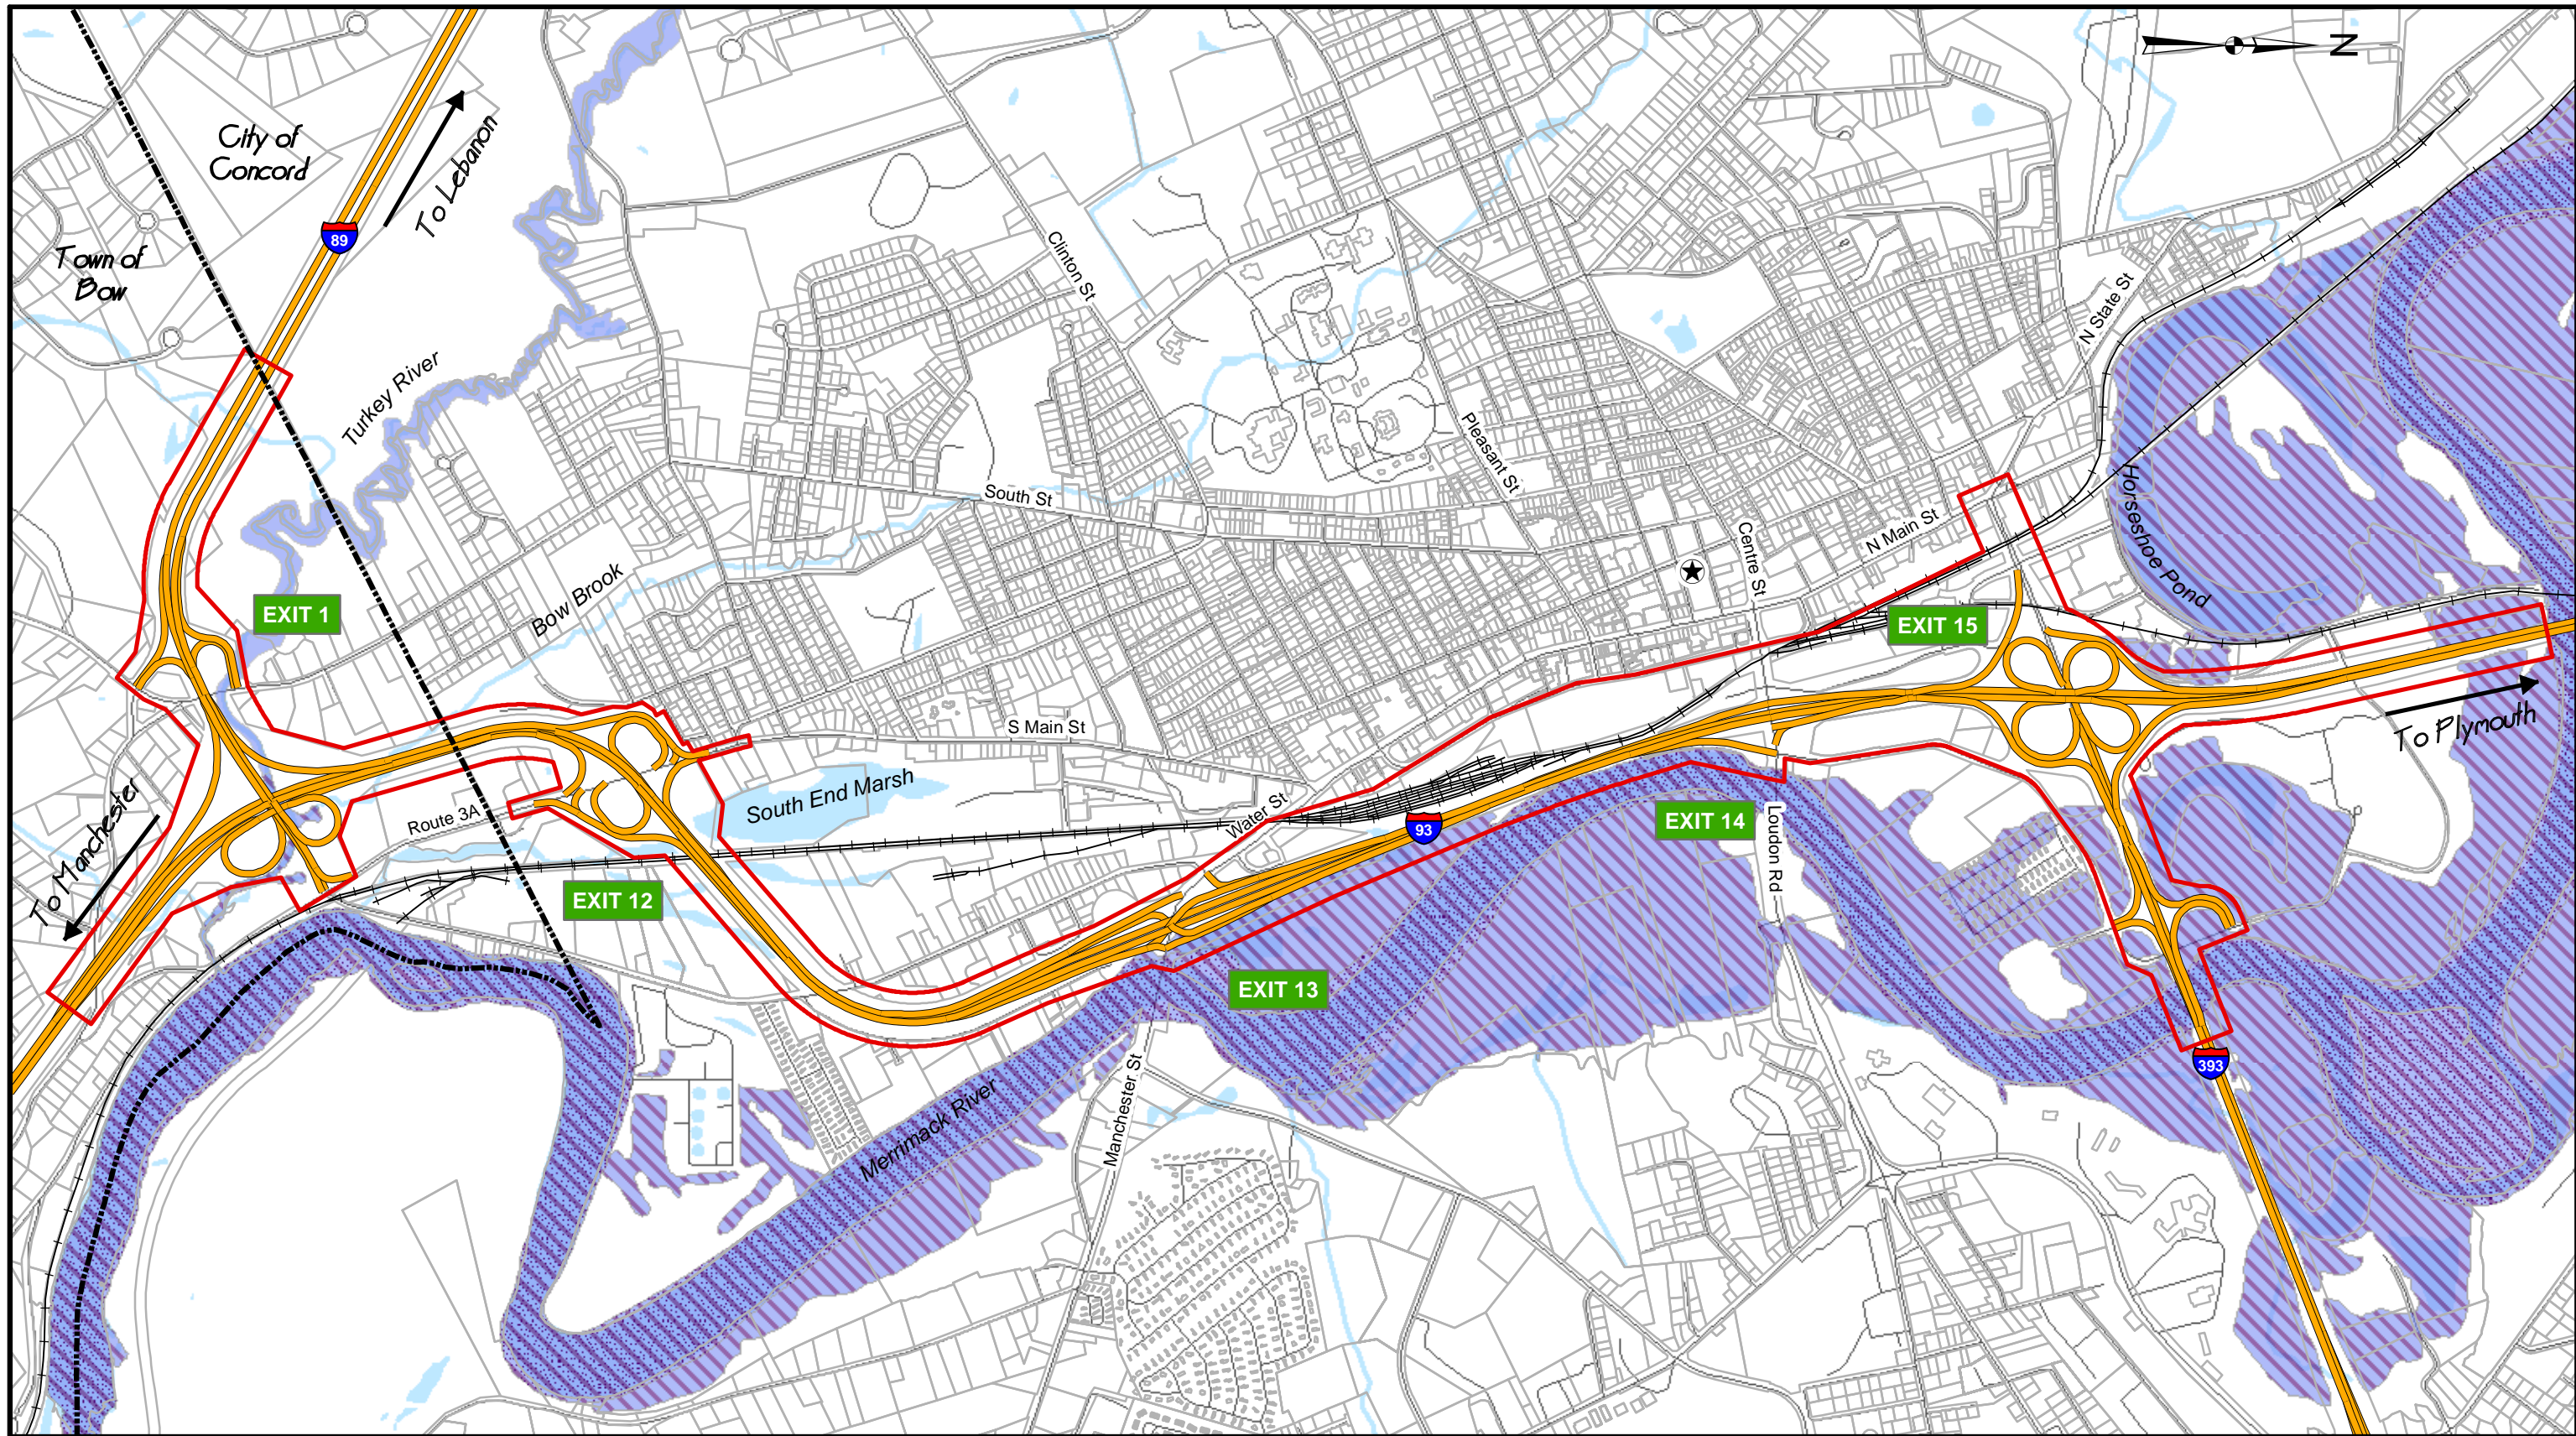 N
City of
Concord
To Lebanon
89
Town of
Bow
Clinton St
N State St
Turkey River
Pleasant St
South St
Horseshoe Pond
Centre St
N Main St
Bow Brook
EXIT 1
EXIT 15
To Plymouth
S Main St
South End Marsh
To Manchester
Route 3A
Water St
93
EXIT 14
Loudon Rd
EXIT 12
EXIT 13
Manchester St
Merrimack River
393